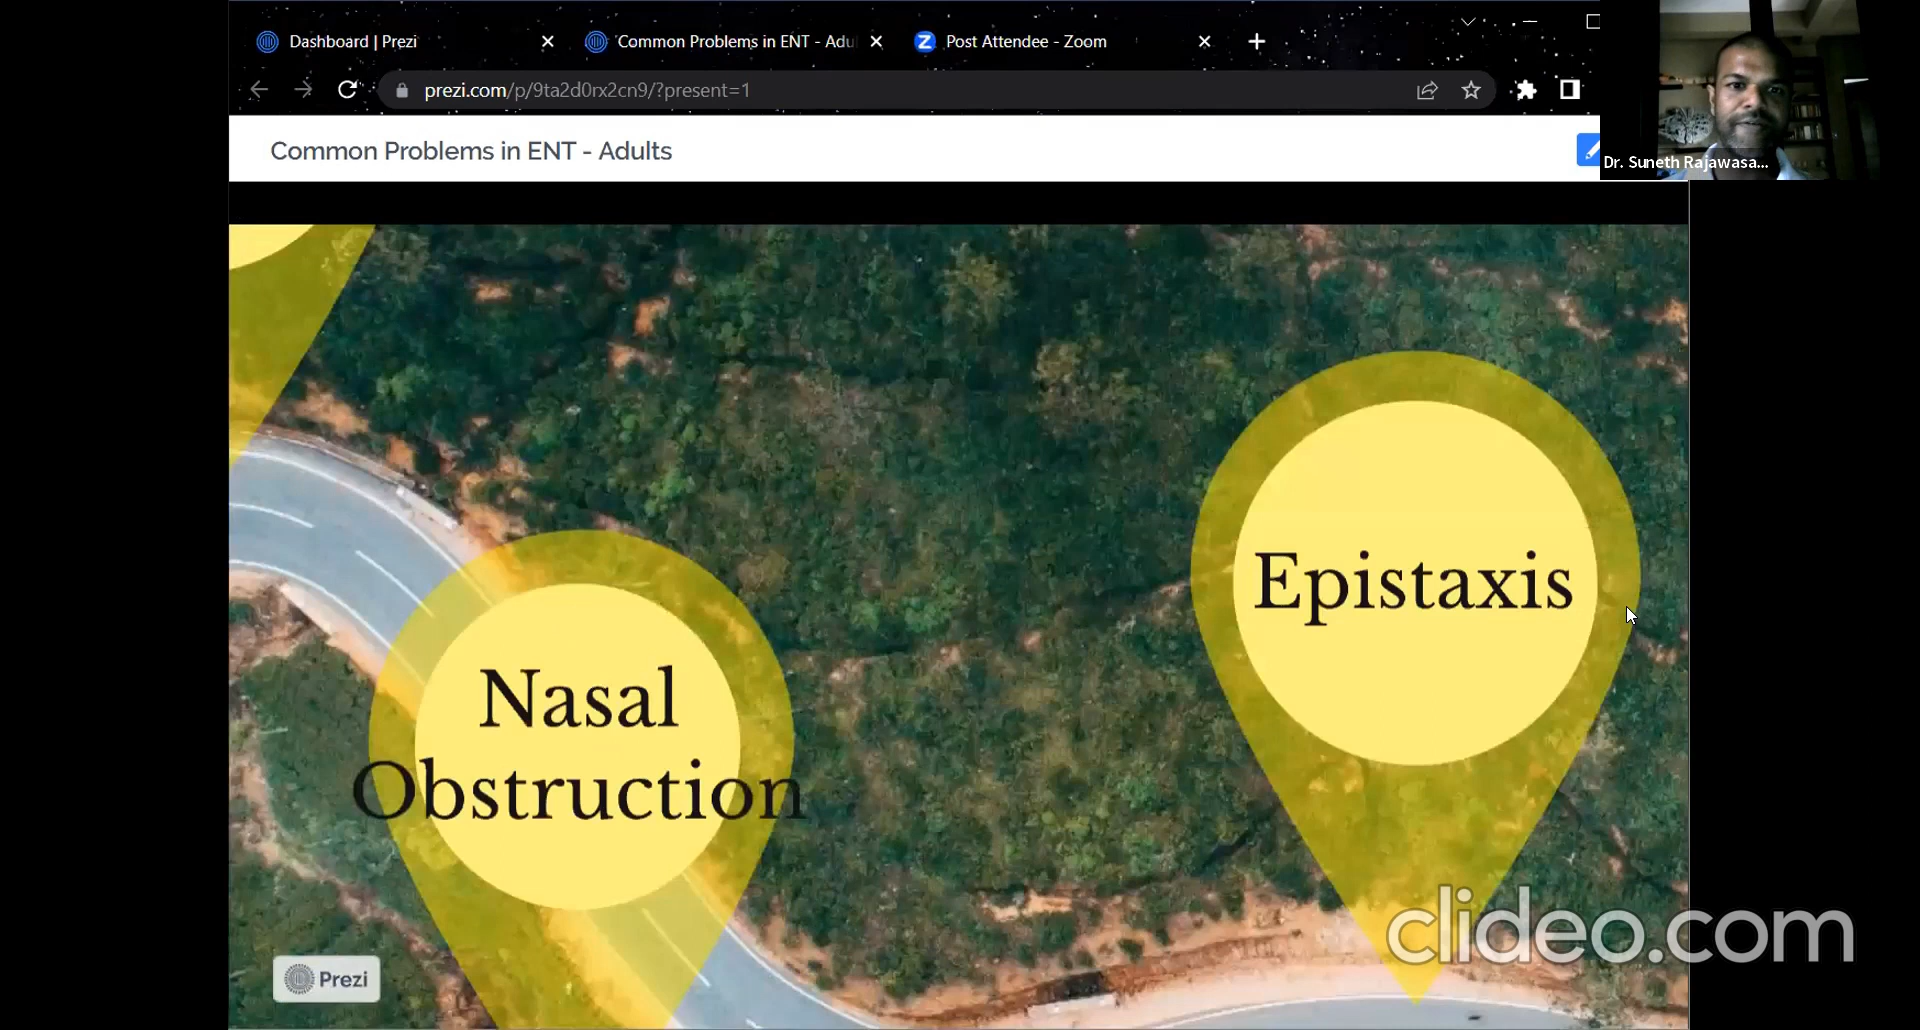 Dashboard | Prezi
Common Problems in ENT - Adu
Post Attendee - Zoom
prezi.com/p/9ta2d0rx2cn9/?present=1
Common Problems in ENT - Adults
Dr. Suneth Rajawasa...
Epistaxis
Nasal
Obstruction
clideo.com
Prezi